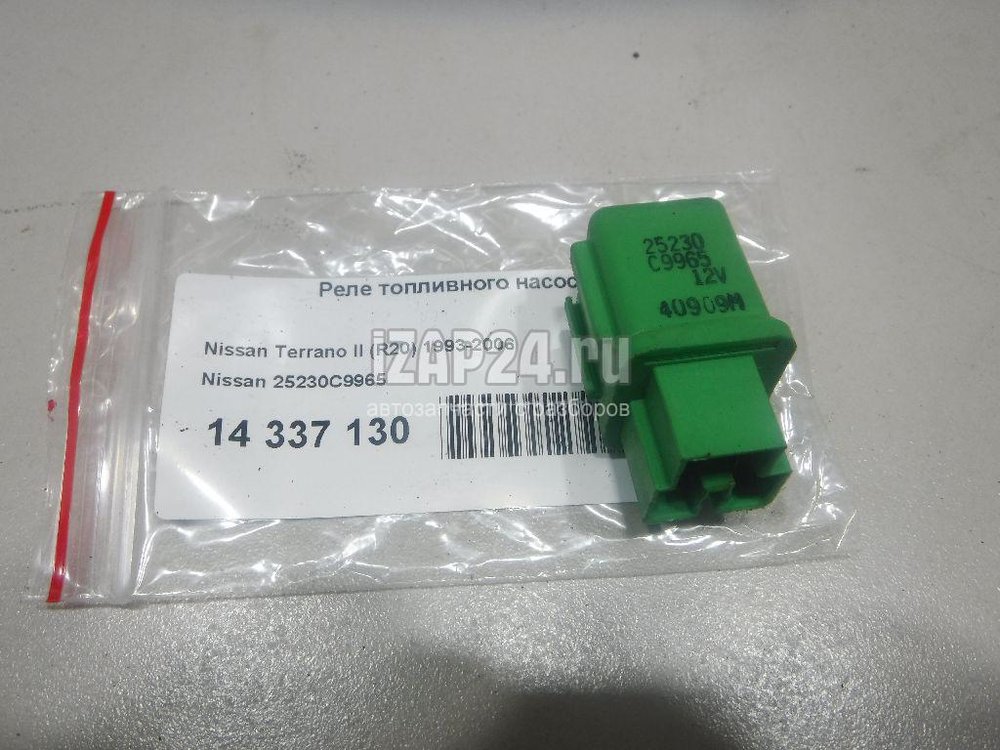 Реле топливного насос
Nissan Terrano II (R20) 1993-2006
Nissan 25230C9965
14 337 130
25230
C9965
12V
40909M
iZAP24.ru
автозапчасти с разборов